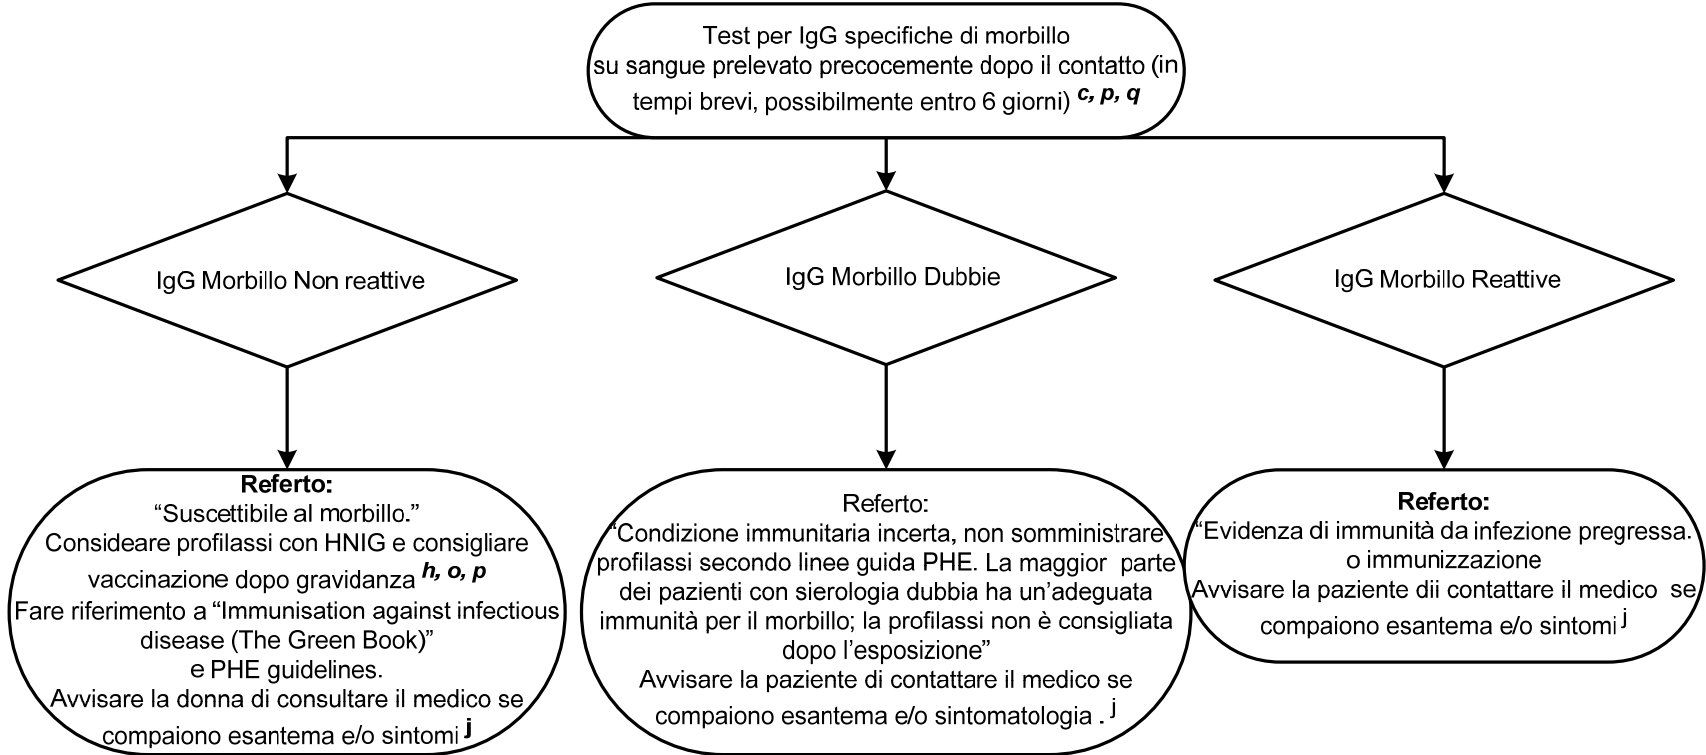 Test per IgG specifiche di morbillo
su sangue prelevato precocemente dopo il contatto (in
tempi brevi, possibilmente entro 6 giorni) c, p, q
IgG Morbillo Non reattive
IgG Morbillo Dubbie
IgG Morbillo Reattive
Referto:
“Suscettibile al morbillo.”
Consideare profilassi con HNIG e consigliare
vaccinazione dopo gravidanza h, o, p
Fare riferimento a “Immunisation against infectious
disease (The Green Book)”
e PHE guidelines.
Avvisare la donna di consultare il medico se
compaiono esantema e/o sintomi j
Referto:
“Condizione immunitaria incerta, non somministrare
profilassi secondo linee guida PHE. La maggior parte
dei pazienti con sierologia dubbia ha un’adeguata
immunità per il morbillo; la profilassi non è consigliata
dopo l’esposizione”
Avvisare la paziente di contattare il medico se
compaiono esantema e/o sintomatologia . j
Referto:
“Evidenza di immunità da infezione pregressa.
o immunizzazione
Avvisare la paziente dii contattare il medico se
compaiono esantema e/o sintomi j